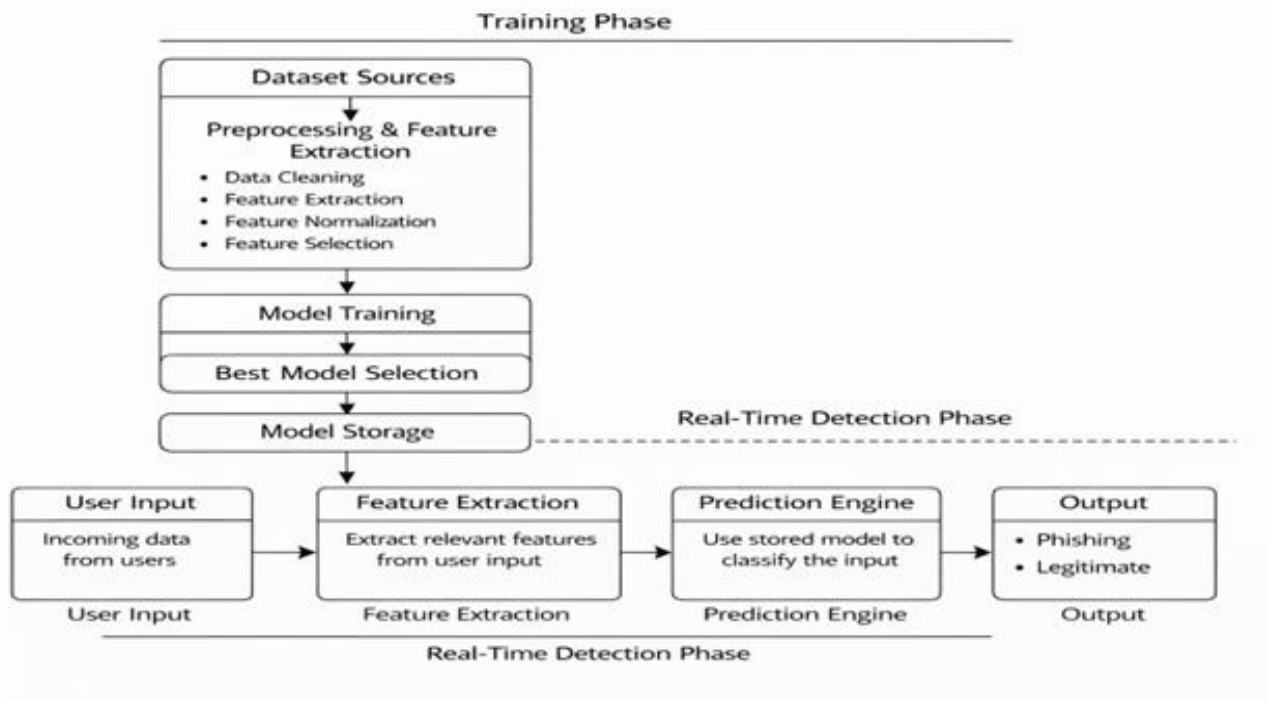 Training Phase
Dataset Sources
Preprocessing & Feature
Extraction
• Data Cleaning
• Feature Extraction
• Feature Normalization
• Feature Selection
Model Training
Best Model Selection
Model Storage
Real-Time Detection Phase
User Input
Incoming data
from users
User Input
Feature Extraction
Extract relevant features
from user input
Feature Extraction
Prediction Engine
Use stored model to
classify the input
Prediction Engine
Output
• Phishing
• Legitimate
Output
Real-Time Detection Phase